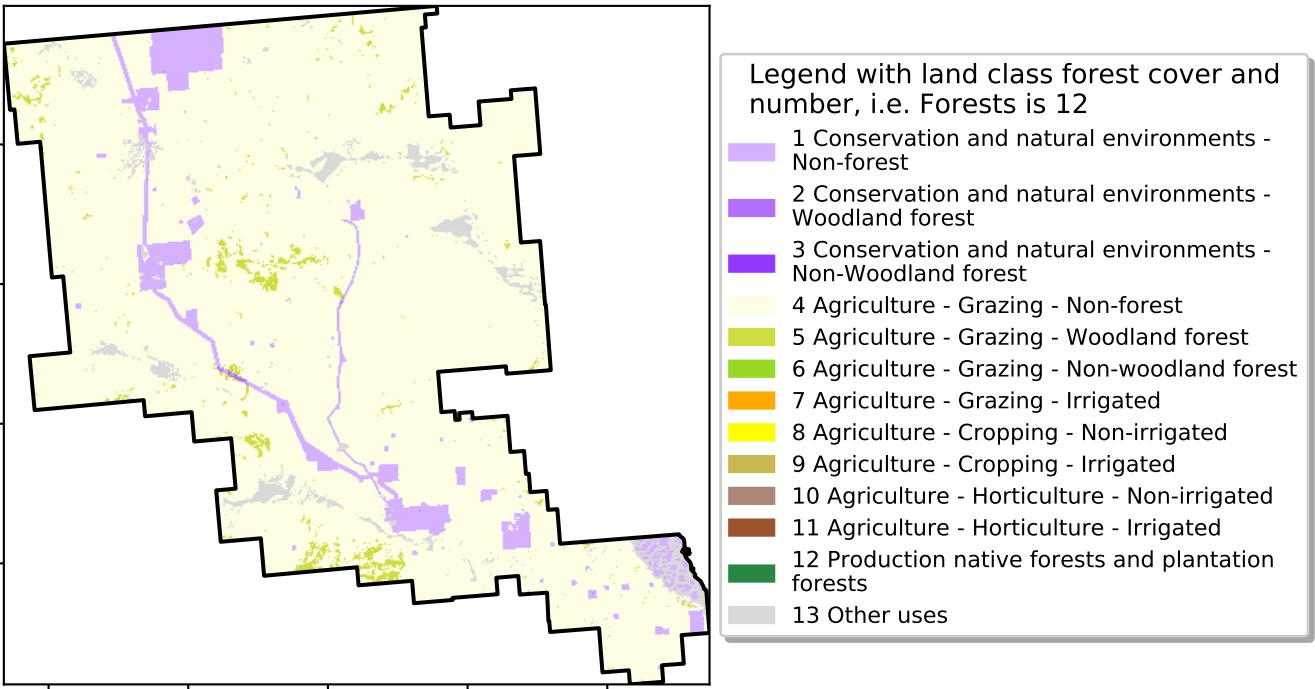 Legend with land class forest cover and
number, i.e. Forests is 12
1 Conservation and natural environments -
Non-forest
2 Conservation and natural environments -
Woodland forest
3 Conservation and natural environments -
Non-Woodland forest
4 Agriculture - Grazing - Non-forest
5 Agriculture - Grazing - Woodland forest
6 Agriculture - Grazing - Non-woodland forest
7 Agriculture - Grazing - Irrigated
8 Agriculture - Cropping - Non-irrigated
9 Agriculture - Cropping - Irrigated
10 Agriculture - Horticulture - Non-irrigated
11 Agriculture - Horticulture - Irrigated
12 Production native forests and plantation
forests
13 Other uses